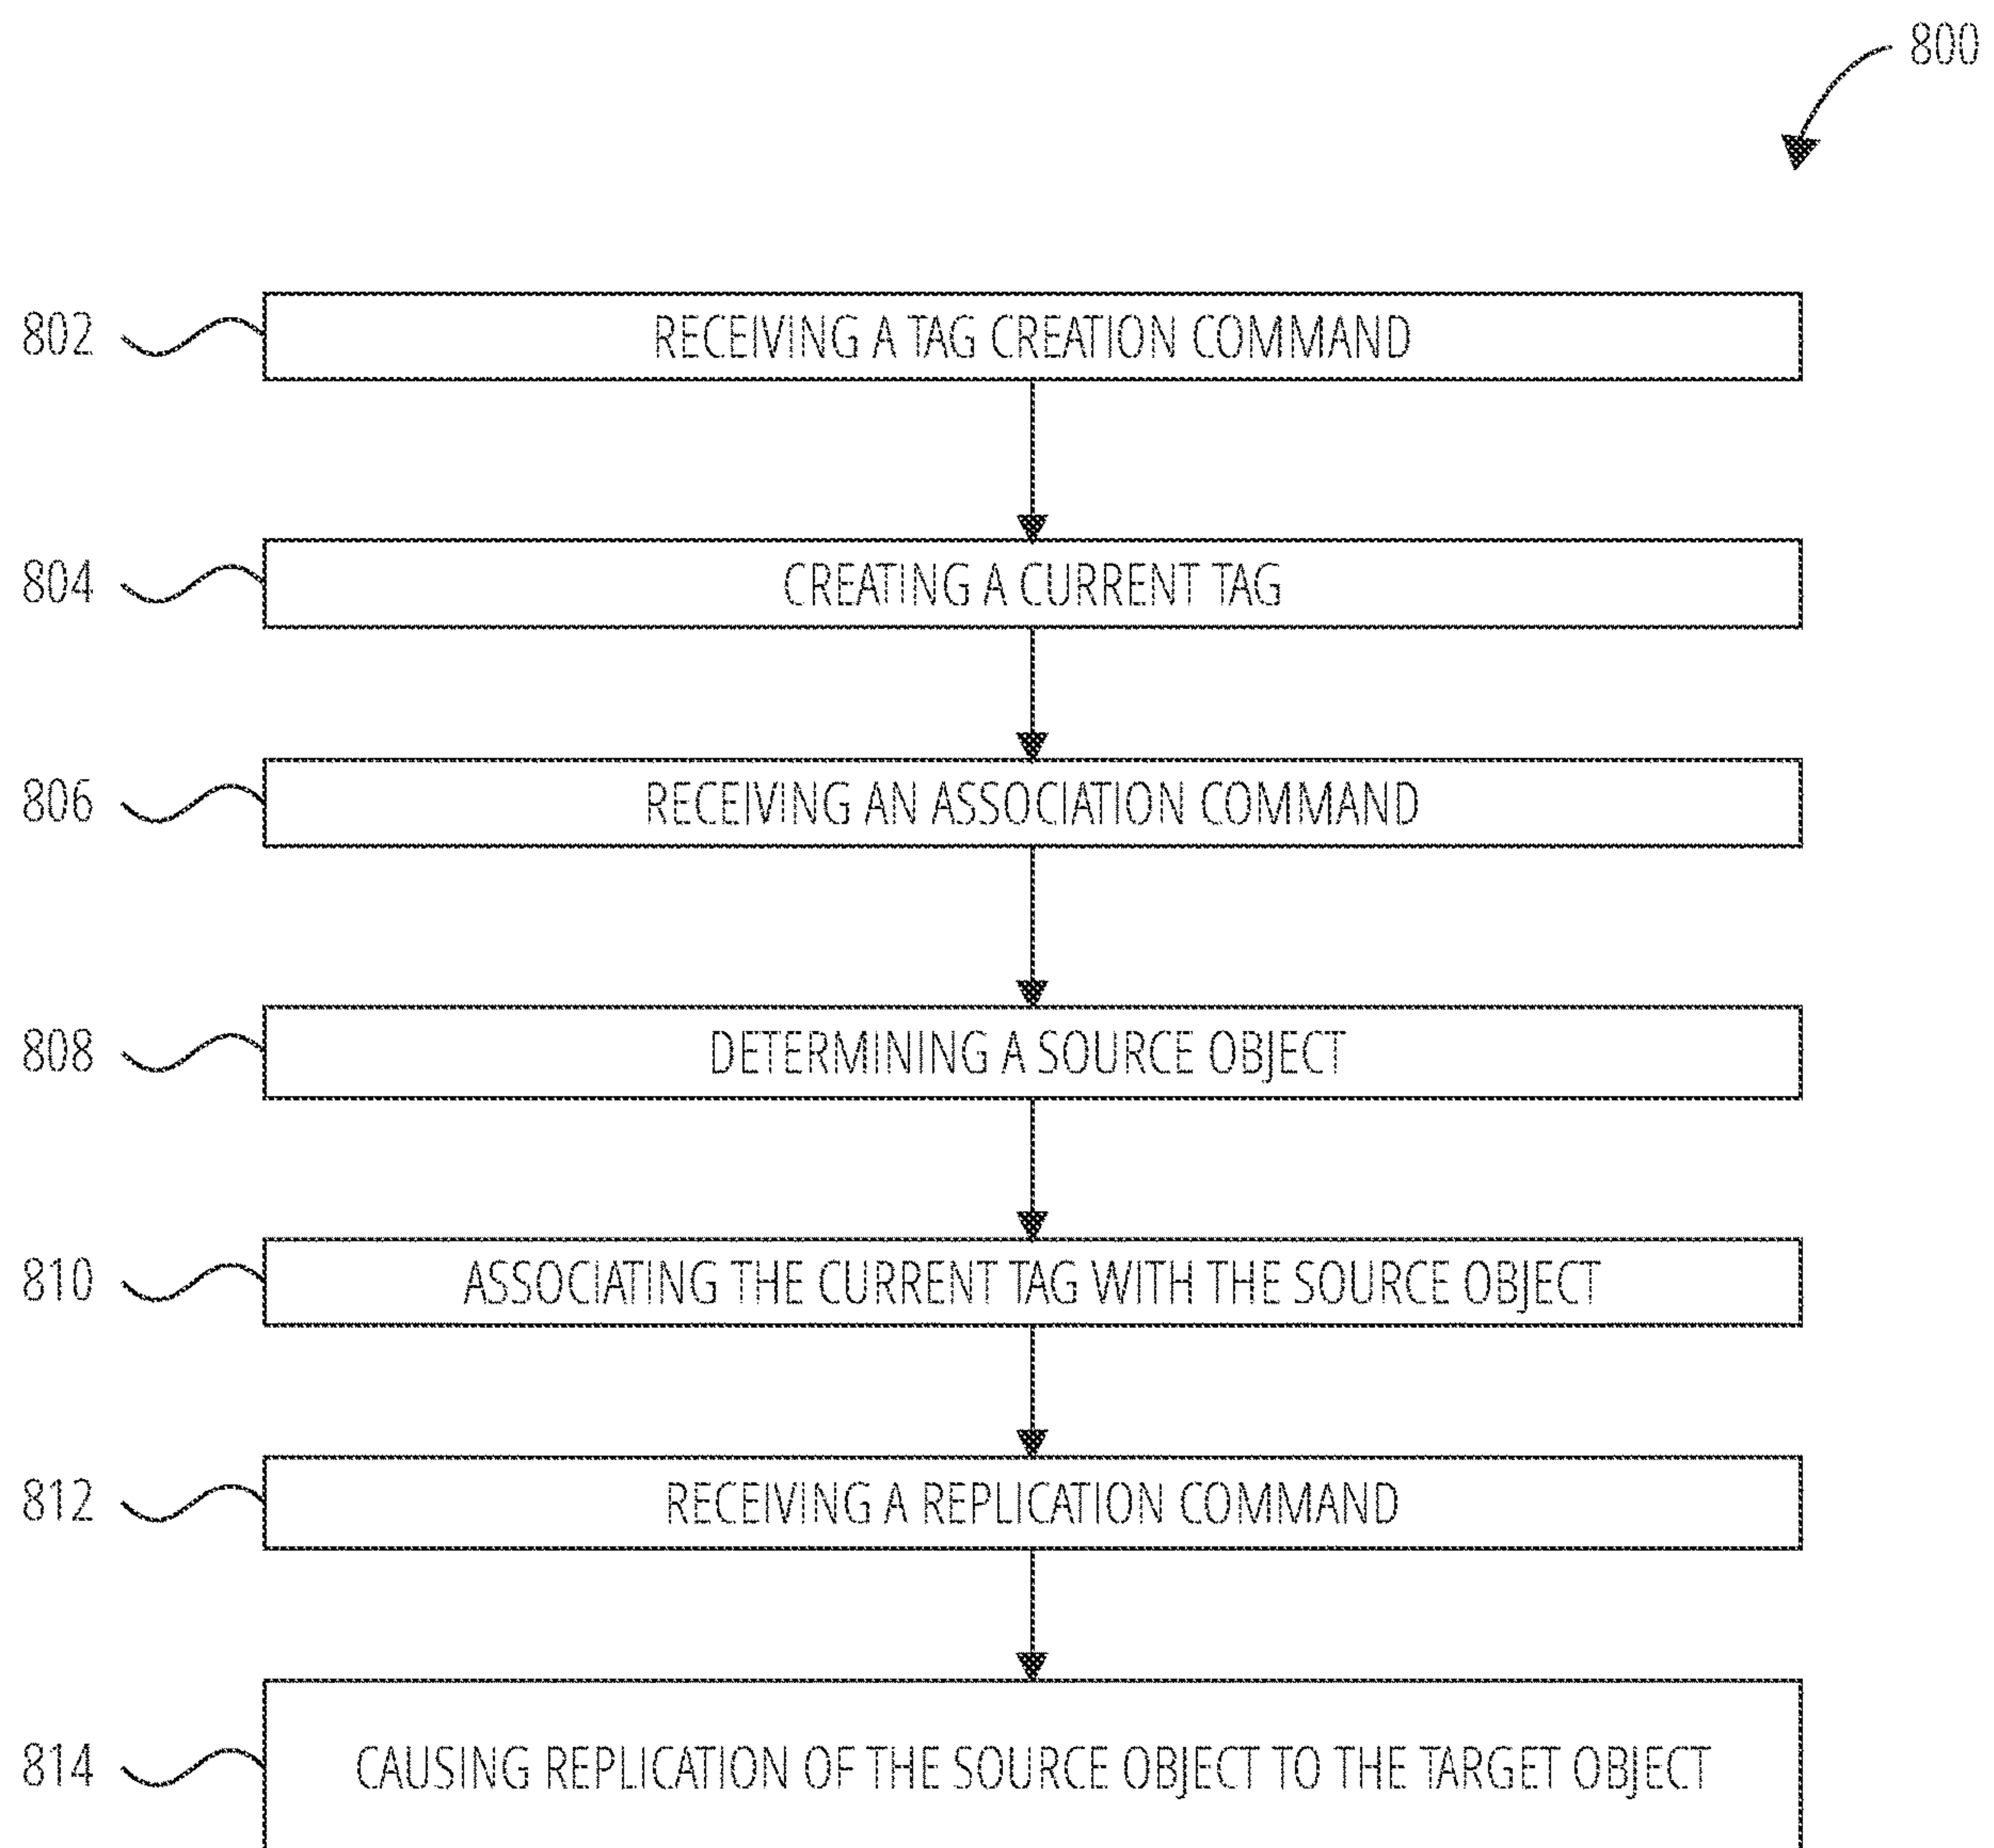 800
802 RECEIVING A TAG CREATION COMMAND
804 CREATING A CURRENT TAG
806 RECEIVING AN ASSOCIATION COMMAND
808 DETERMINING A SOURCE OBJECT
810 ASSOCIATING THE CURRENT TAG WITH THE SOURCE OBJECT
812 RECEIVING A REPLICATION COMMAND
814 CAUSING REPLICATION OF THE SOURCE OBJECT TO THE TARGET OBJECT